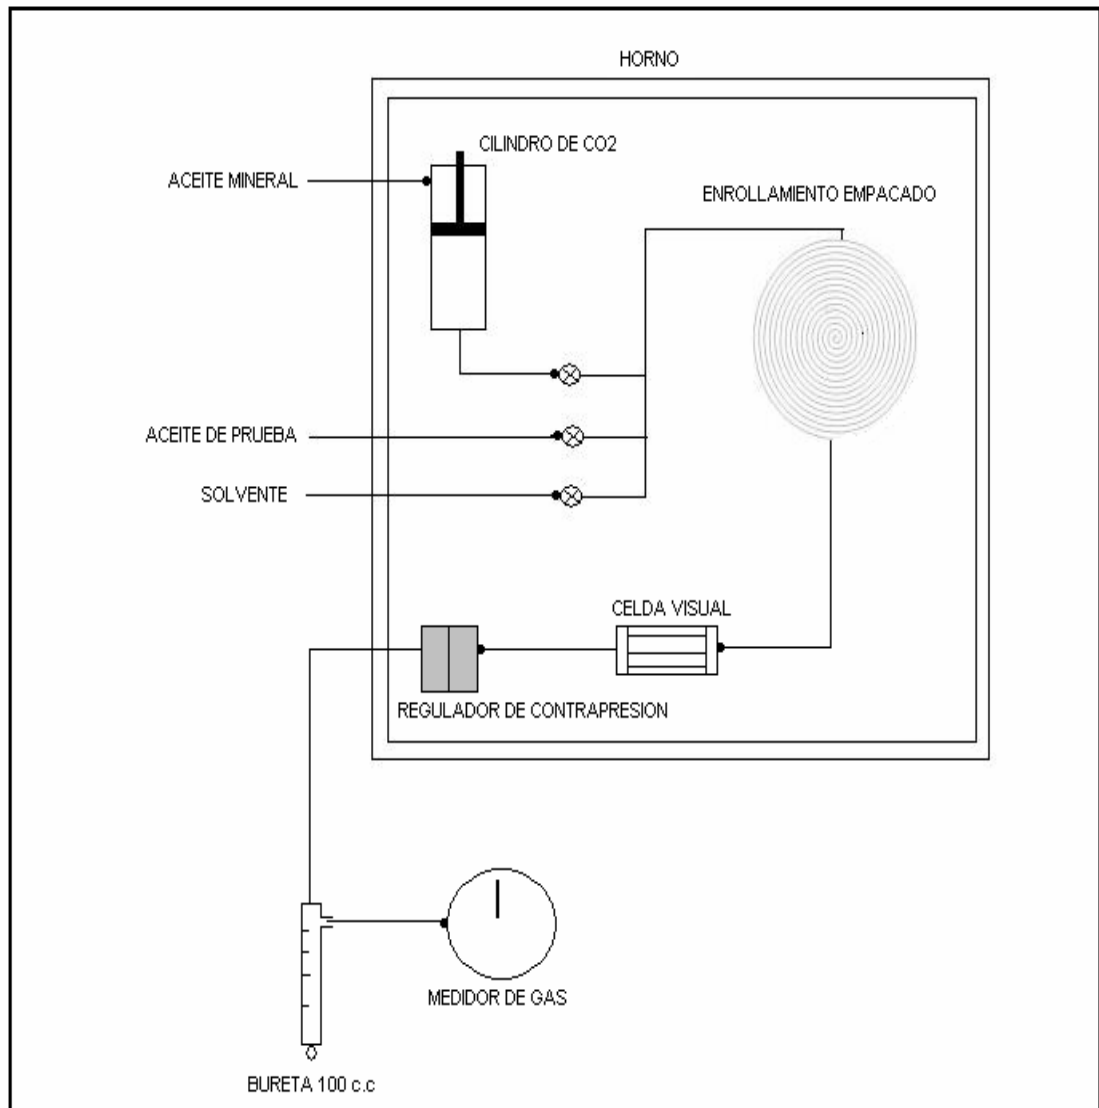 HORNO
CILINDRO DE CO2
ACEITE MINERAL
ENROLLAMIENTO EMPACADO
ACEITE DE PRUEBA
SOLVENTE
CELDA VISUAL
REGULADOR DE CONTRAPRESION
MEDIDOR DE GAS
BURETA 100 c.c